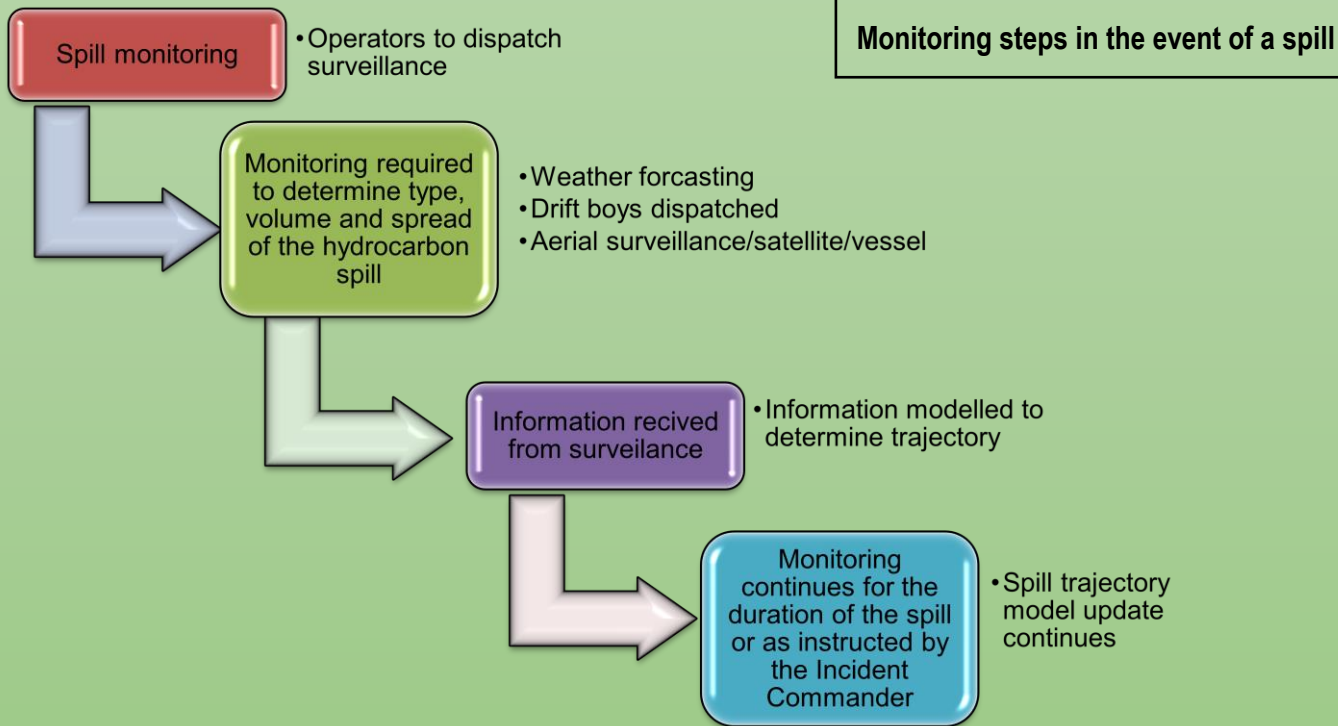 Monitoring steps in the event of a spill
Spill monitoring
•Operators to dispatch
surveillance
Monitoring required
to determine type,
volume and spread
of the hydrocarbon
spill
•Weather forcasting
•Drift boys dispatched
•Aerial surveillance/satellite/vessel
Information recived
from surveilance
•Information modelled to
determine trajectory
Monitoring
continues for the
duration of the spill
or as instructed by
the Incident
Commander
•Spill trajectory
model update
continues